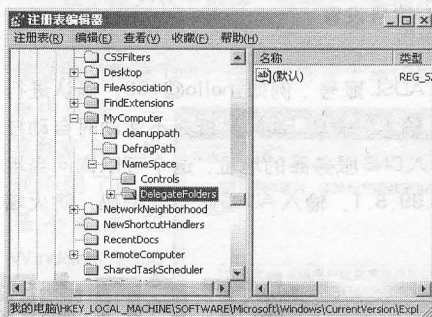 注册表编辑器
注册表(R) 编辑(E) 查看(V) 收藏(F) 帮助(H)
CSSFilters
Desktop
FileAssociation
FindExtensions
MyComputer
cleanuppath
DefragPath
NameSpace
Controls
DelegateFolders
NetworkNeighborhood
NewShortcutHandlers
RecentDocs
RemoteComputer
SharedTaskScheduler
名称 类型
ab (默认) REG_SZ
我的电脑\HKEY_LOCAL_MACHINE\SOFTWARE\Microsoft\Windows\CurrentVersion\Expl